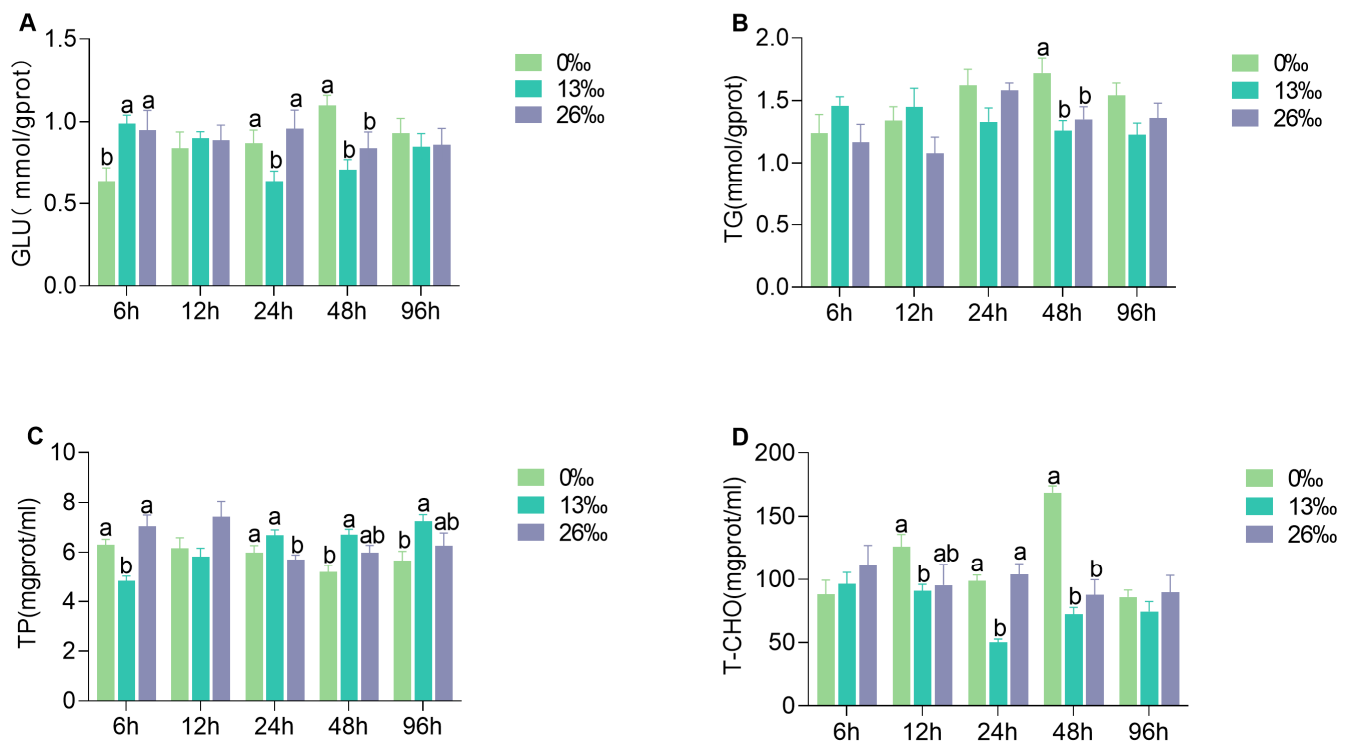 A
GLU( mmol/gprot)
1.5
1.0
0.5
0.0
b a a
a b a
a b b
6h 12h 24h 48h 96h
0‰
13‰
26‰
B
TG(mmol/gprot)
2.0
1.5
1.0
0.5
0.0
a b b
6h 12h 24h 48h 96h
0‰
13‰
26‰
C
TP(mgprot/ml)
10
8
6
4
2
0
a b a
a a b
b a ab
b a ab
6h 12h 24h 48h 96h
0‰
13‰
26‰
D
T-CHO(mgprot/ml)
200
150
100
50
0
a b ab
a b a
a b b
6h 12h 24h 48h 96h
0‰
13‰
26‰